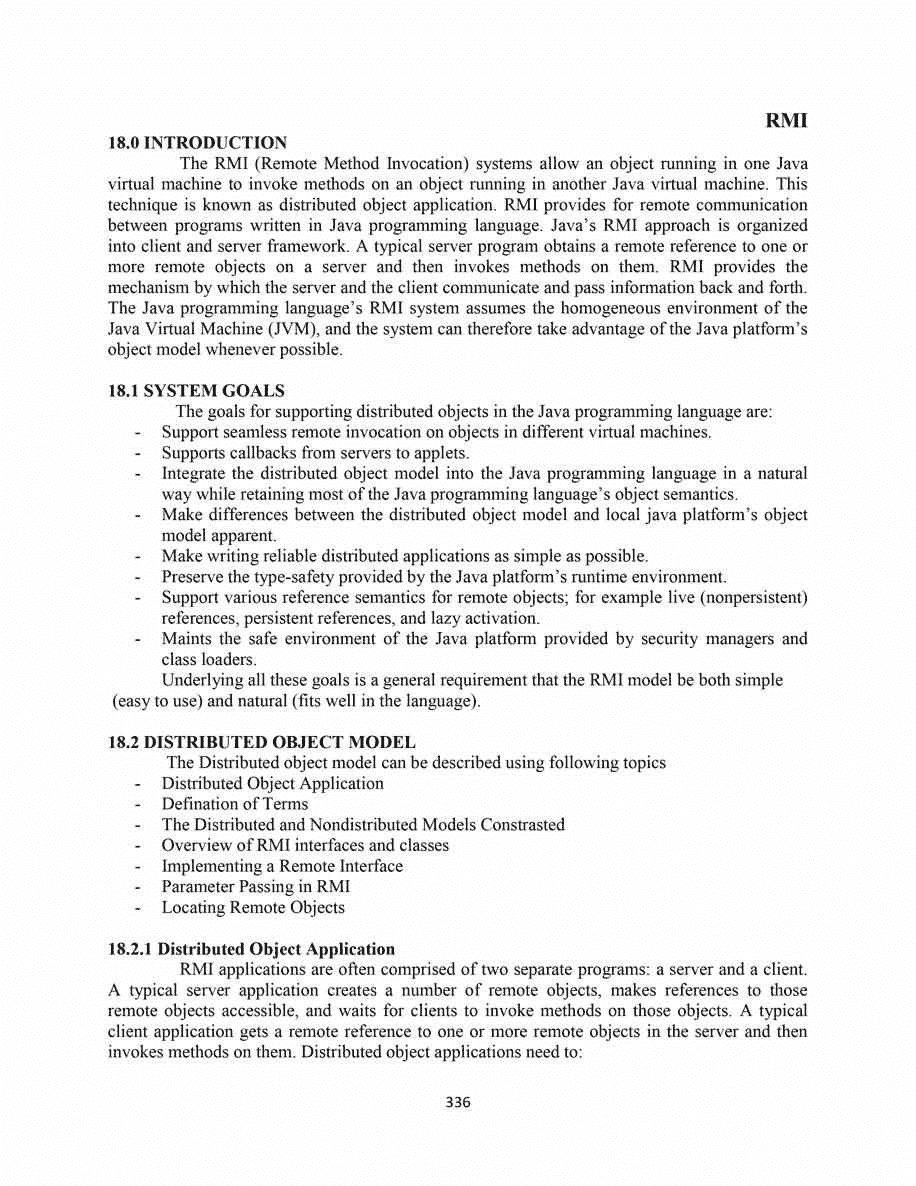 RMI
18.0 INTRODUCTION
The RMI (Remote Method Invocation) systems allow an object running in one Java
virtual machine to invoke methods on an object running in another Java virtual machine. This
technique is known as distributed object application. RMI provides for remote communication
between programs written in Java programming language. Java’s RMI approach is organized
into client and server framework. A typical server program obtains a remote reference to one or
more remote objects on a server and then invokes methods on them. RMI provides the
mechanism by which the server and the client communicate and pass information back and forth.
The Java programming language’s RMI system assumes the homogeneous environment of the
Java Virtual Machine (JVM), and the system can therefore take advantage of the Java platform’s
object model whenever possible.
18.1 SYSTEM GOALS
The goals for supporting distributed objects in the Java programming language are:
- Support seamless remote invocation on objects in different virtual machines.
- Supports callbacks from servers to applets.
- Integrate the distributed object model into the Java programming language in a natural
way while retaining most of the Java programming language’s object semantics.
- Make differences between the distributed object model and local java platform’s object
model apparent.
- Make writing reliable distributed applications as simple as possible.
- Preserve the type-safety provided by the Java platform’s runtime environment.
- Support various reference semantics for remote objects; for example live (nonpersistent)
references, persistent references, and lazy activation.
- Maints the safe environment of the Java platform provided by security managers and
class loaders.
Underlying all these goals is a general requirement that the RMI model be both simple
(easy to use) and natural (fits well in the language).
18.2 DISTRIBUTED OBJECT MODEL
The Distributed object model can be described using following topics
- Distributed Object Application
- Defination of Terms
- The Distributed and Nondistributed Models Constrasted
- Overview of RMI interfaces and classes
- Implementing a Remote Interface
- Parameter Passing in RMI
- Locating Remote Objects
18.2.1 Distributed Object Application
RMI applications are often comprised of two separate programs: a server and a client.
A typical server application creates a number of remote objects, makes references to those
remote objects accessible, and waits for clients to invoke methods on those objects. A typical
client application gets a remote reference to one or more remote objects in the server and then
invokes methods on them. Distributed object applications need to:
336